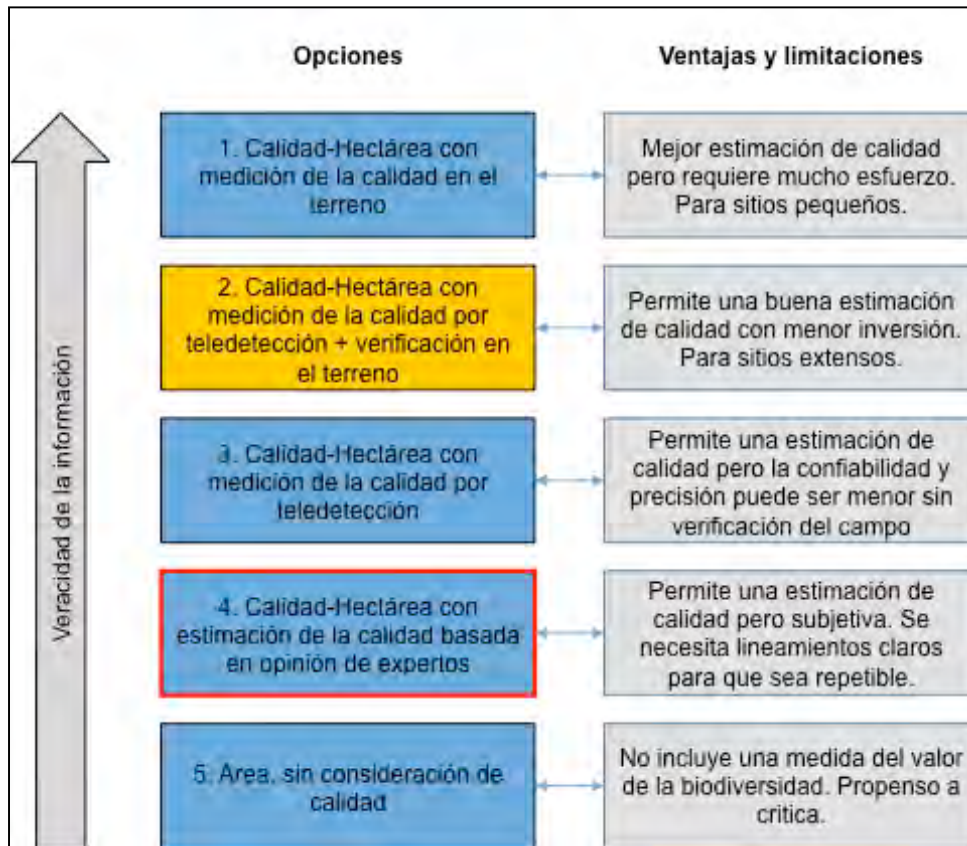 Opciones
Ventajas y limitaciones
Veracidad de la información
1. Calidad-Hectárea con
medición de la calidad en el
terreno
Mejor estimación de calidad
pero requiere mucho esfuerzo.
Para sitios pequeños.
2. Calidad-Hectárea con
medición de la calidad por
teledetección + verificación en
el terreno
Permite una buena estimación
de calidad con menor inversión.
Para sitios extensos.
3. Calidad-Hectárea con
medición de la calidad por
teledetección
Permite una estimación de
calidad pero la confiabilidad y
precisión puede ser menor sin
verificación del campo
4. Calidad-Hectárea con
estimación de la calidad basada
en opinión de expertos
Permite una estimación de
calidad pero subjetiva. Se
necesita lineamientos claros
para que sea repetible.
5. Area, sin consideración de
calidad
No incluye una medida del valor
de la biodiversidad. Propenso a
critica.